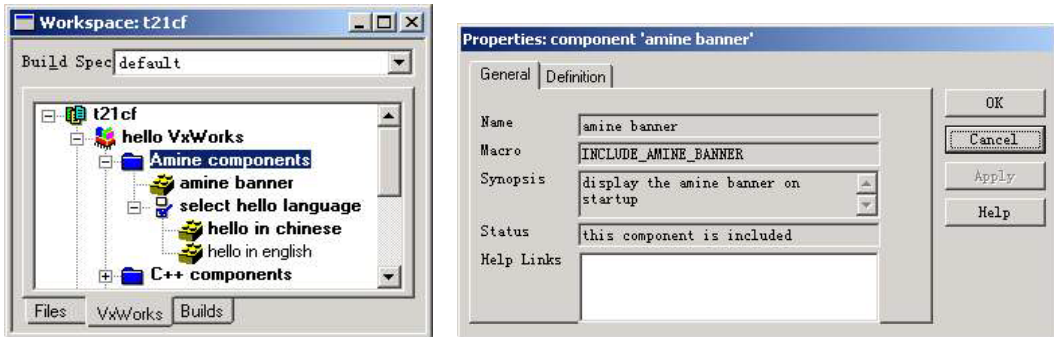 Workspace: t21cf
Build Spec default
t21cf
hello VxWorks
Amine components
amine banner
select hello language
hello in chinese
hello in english
C++ components
Files VxWorks Builds
Properties: component 'amine banner'
General Definition
Name amine banner
Macro INCLUDE_AMINE_BANNER
Synopsis display the amine banner on
startup
Status this component is included
Help Links
OK
Cancel
Apply
Help